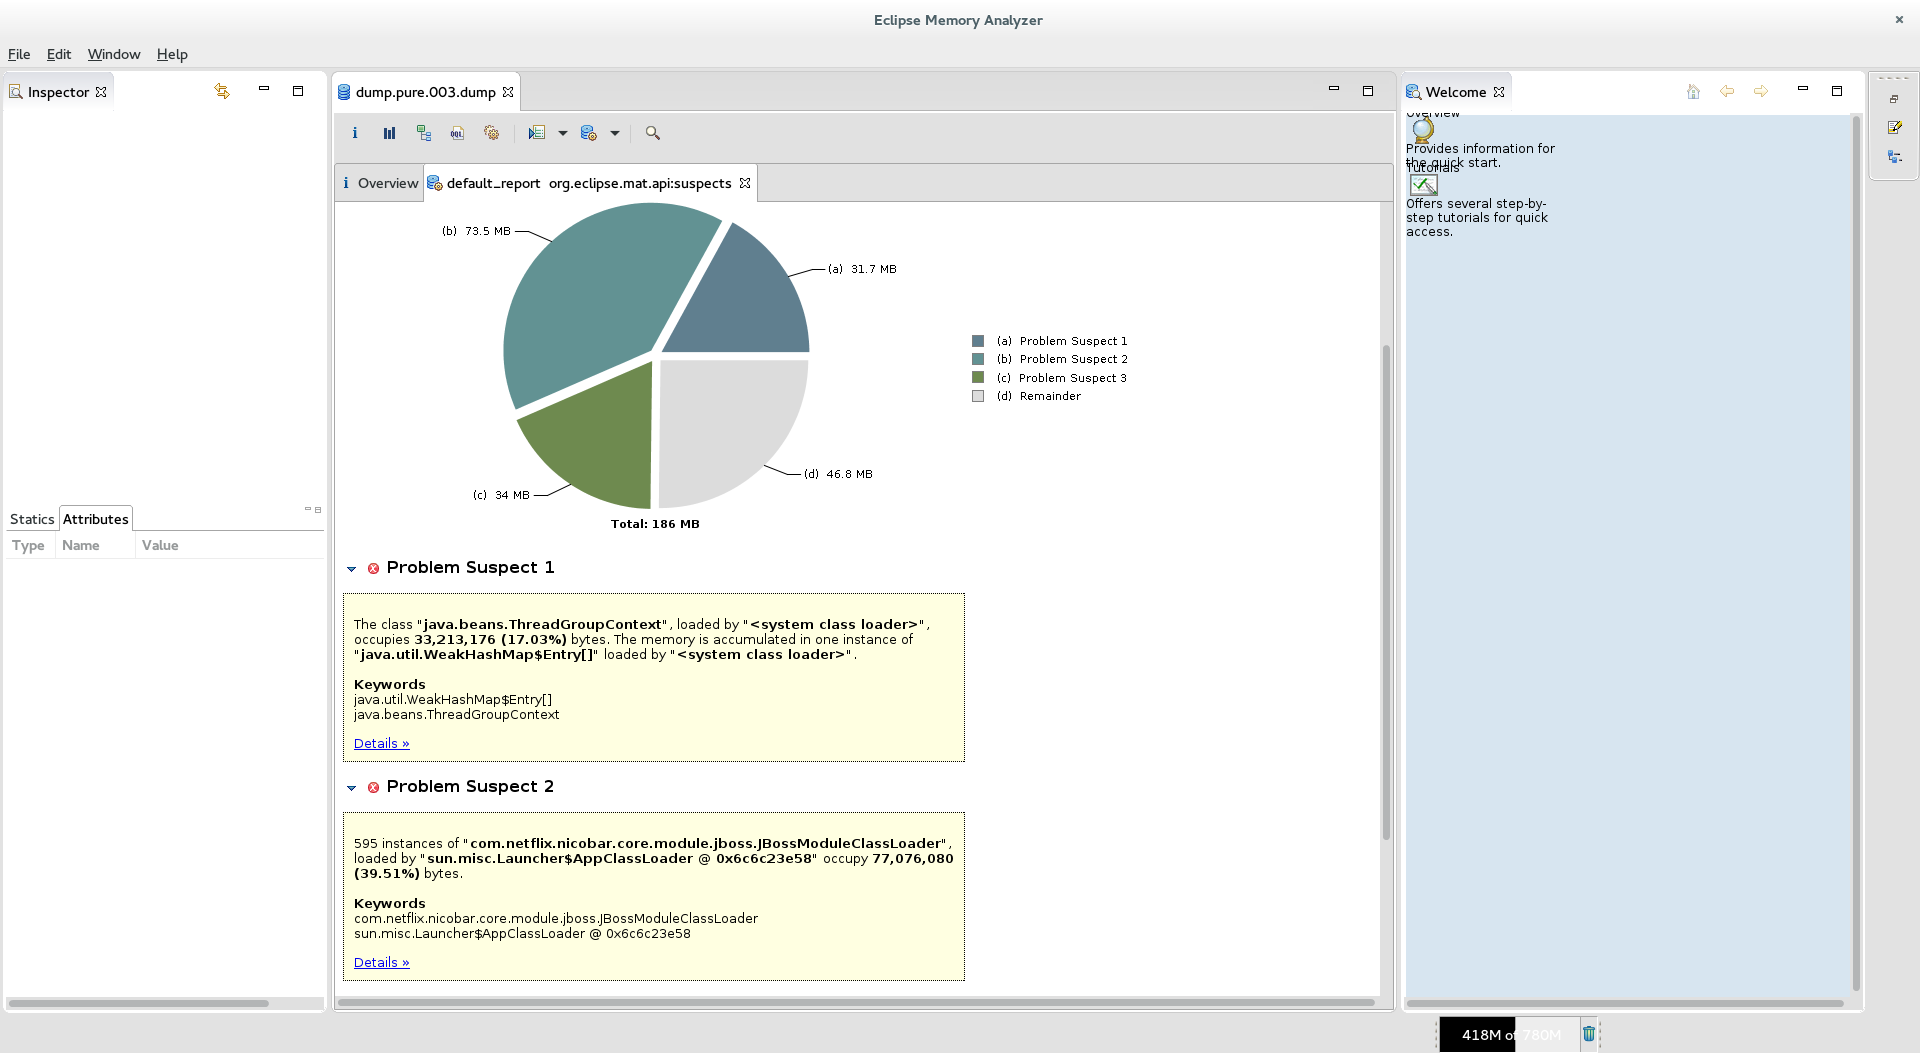 Eclipse Memory Analyzer
File Edit Window Help
Inspector
Statics Attributes
Type Name Value
dump.pure.003.dump
Overview
default_report org.eclipse.mat.api:suspects
(b) 73.5 MB
(a) 31.7 MB
(c) 34 MB
(d) 46.8 MB
Total: 186 MB
(a) Problem Suspect 1
(b) Problem Suspect 2
(c) Problem Suspect 3
(d) Remainder
Problem Suspect 1
The class "java.beans.ThreadGroupContext", loaded by "<system class loader>",
occupies 33,213,176 (17.03%) bytes. The memory is accumulated in one instance of
"java.util.WeakHashMap$Entry[]" loaded by "<system class loader>".
Keywords
java.util.WeakHashMap$Entry[]
java.beans.ThreadGroupContext
Details »
Problem Suspect 2
595 instances of "com.netflix.nicobar.core.module.jboss.JBossModuleClassLoader",
loaded by "sun.misc.Launcher$AppClassLoader @ 0x6c6c23e58" occupy 77,076,080
(39.51%) bytes.
Keywords
com.netflix.nicobar.core.module.jboss.JBossModuleClassLoader
sun.misc.Launcher$AppClassLoader @ 0x6c6c23e58
Details »
Welcome
Overview
Provides information for
the quick start.
Tutorials
Offers several step-by-
step tutorials for quick
access.
418M of 780M